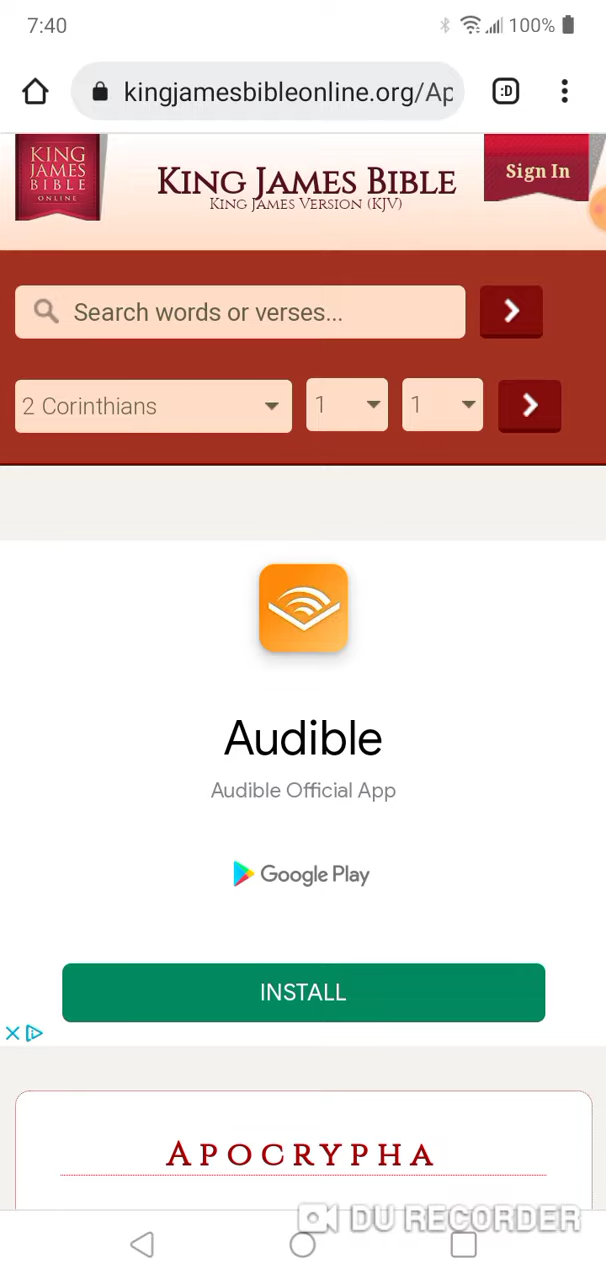 7:40
100%
:D
kingjamesbibleonline.org/Ap
KING
JAMES
BIBLE
ONLINE
King James Bible
King James Version (KJV)
Sign In
Search words or verses...
2 Corinthians
1
1
Audible
Audible Official App
Google Play
INSTALL
APOCRYPHA
DU RECORDER